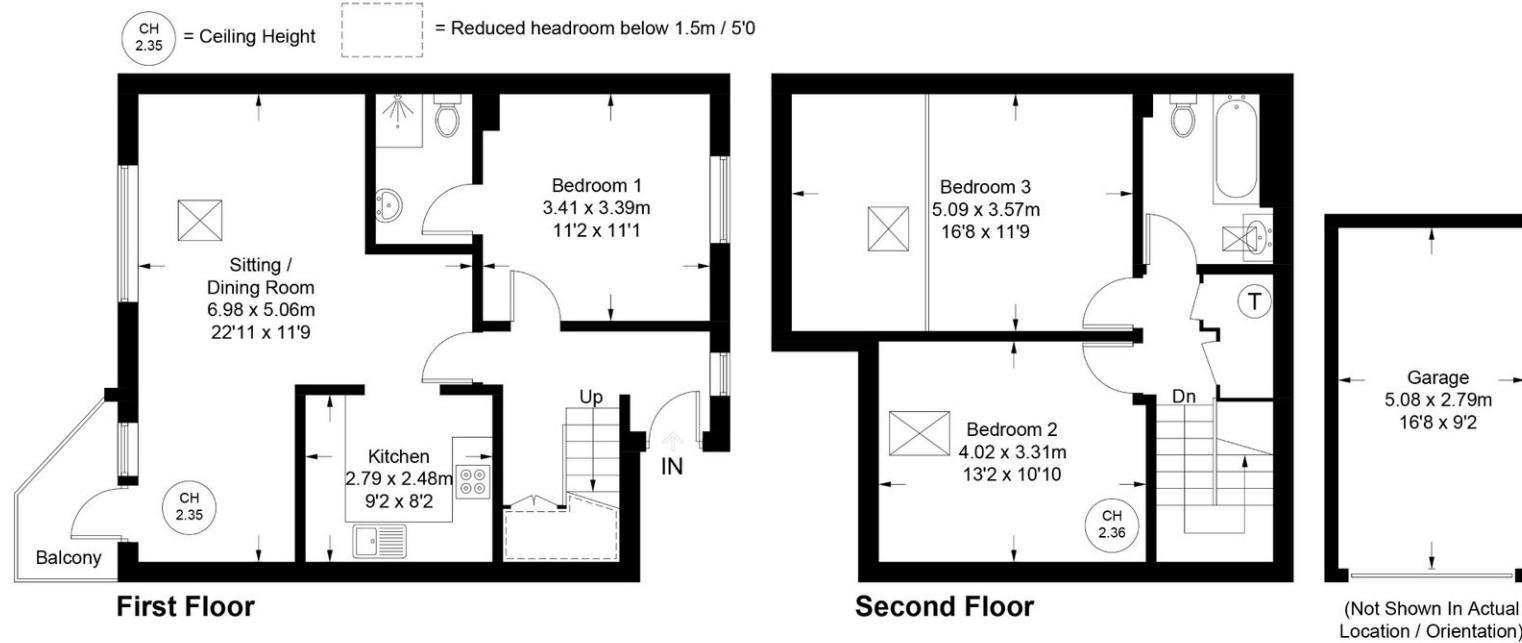 CH
2.35
= Ceiling Height
= Reduced headroom below 1.5m / 5'0
Sitting /
Dining Room
6.98 x 5.06m
22'11 x 11'9
Bedroom 1
3.41 x 3.39m
11'2 x 11'1
Kitchen
2.79 x 2.48m
9'2 x 8'2
Up
IN
CH
2.35
Balcony
First Floor
Bedroom 3
5.09 x 3.57m
16'8 x 11'9
T
Bedroom 2
4.02 x 3.31m
13'2 x 10'10
Dn
CH
2.36
Second Floor
Garage
5.08 x 2.79m
16'8 x 9'2
(Not Shown In Actual
Location / Orientation)